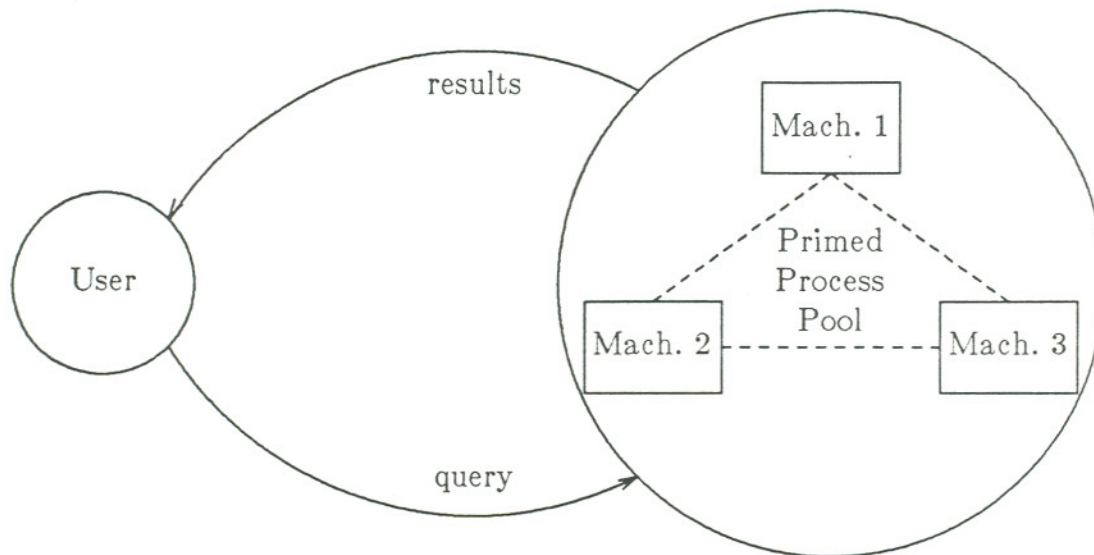 results
Mach. 1
User
Primed
Process
Pool
Mach. 2
Mach. 3
query